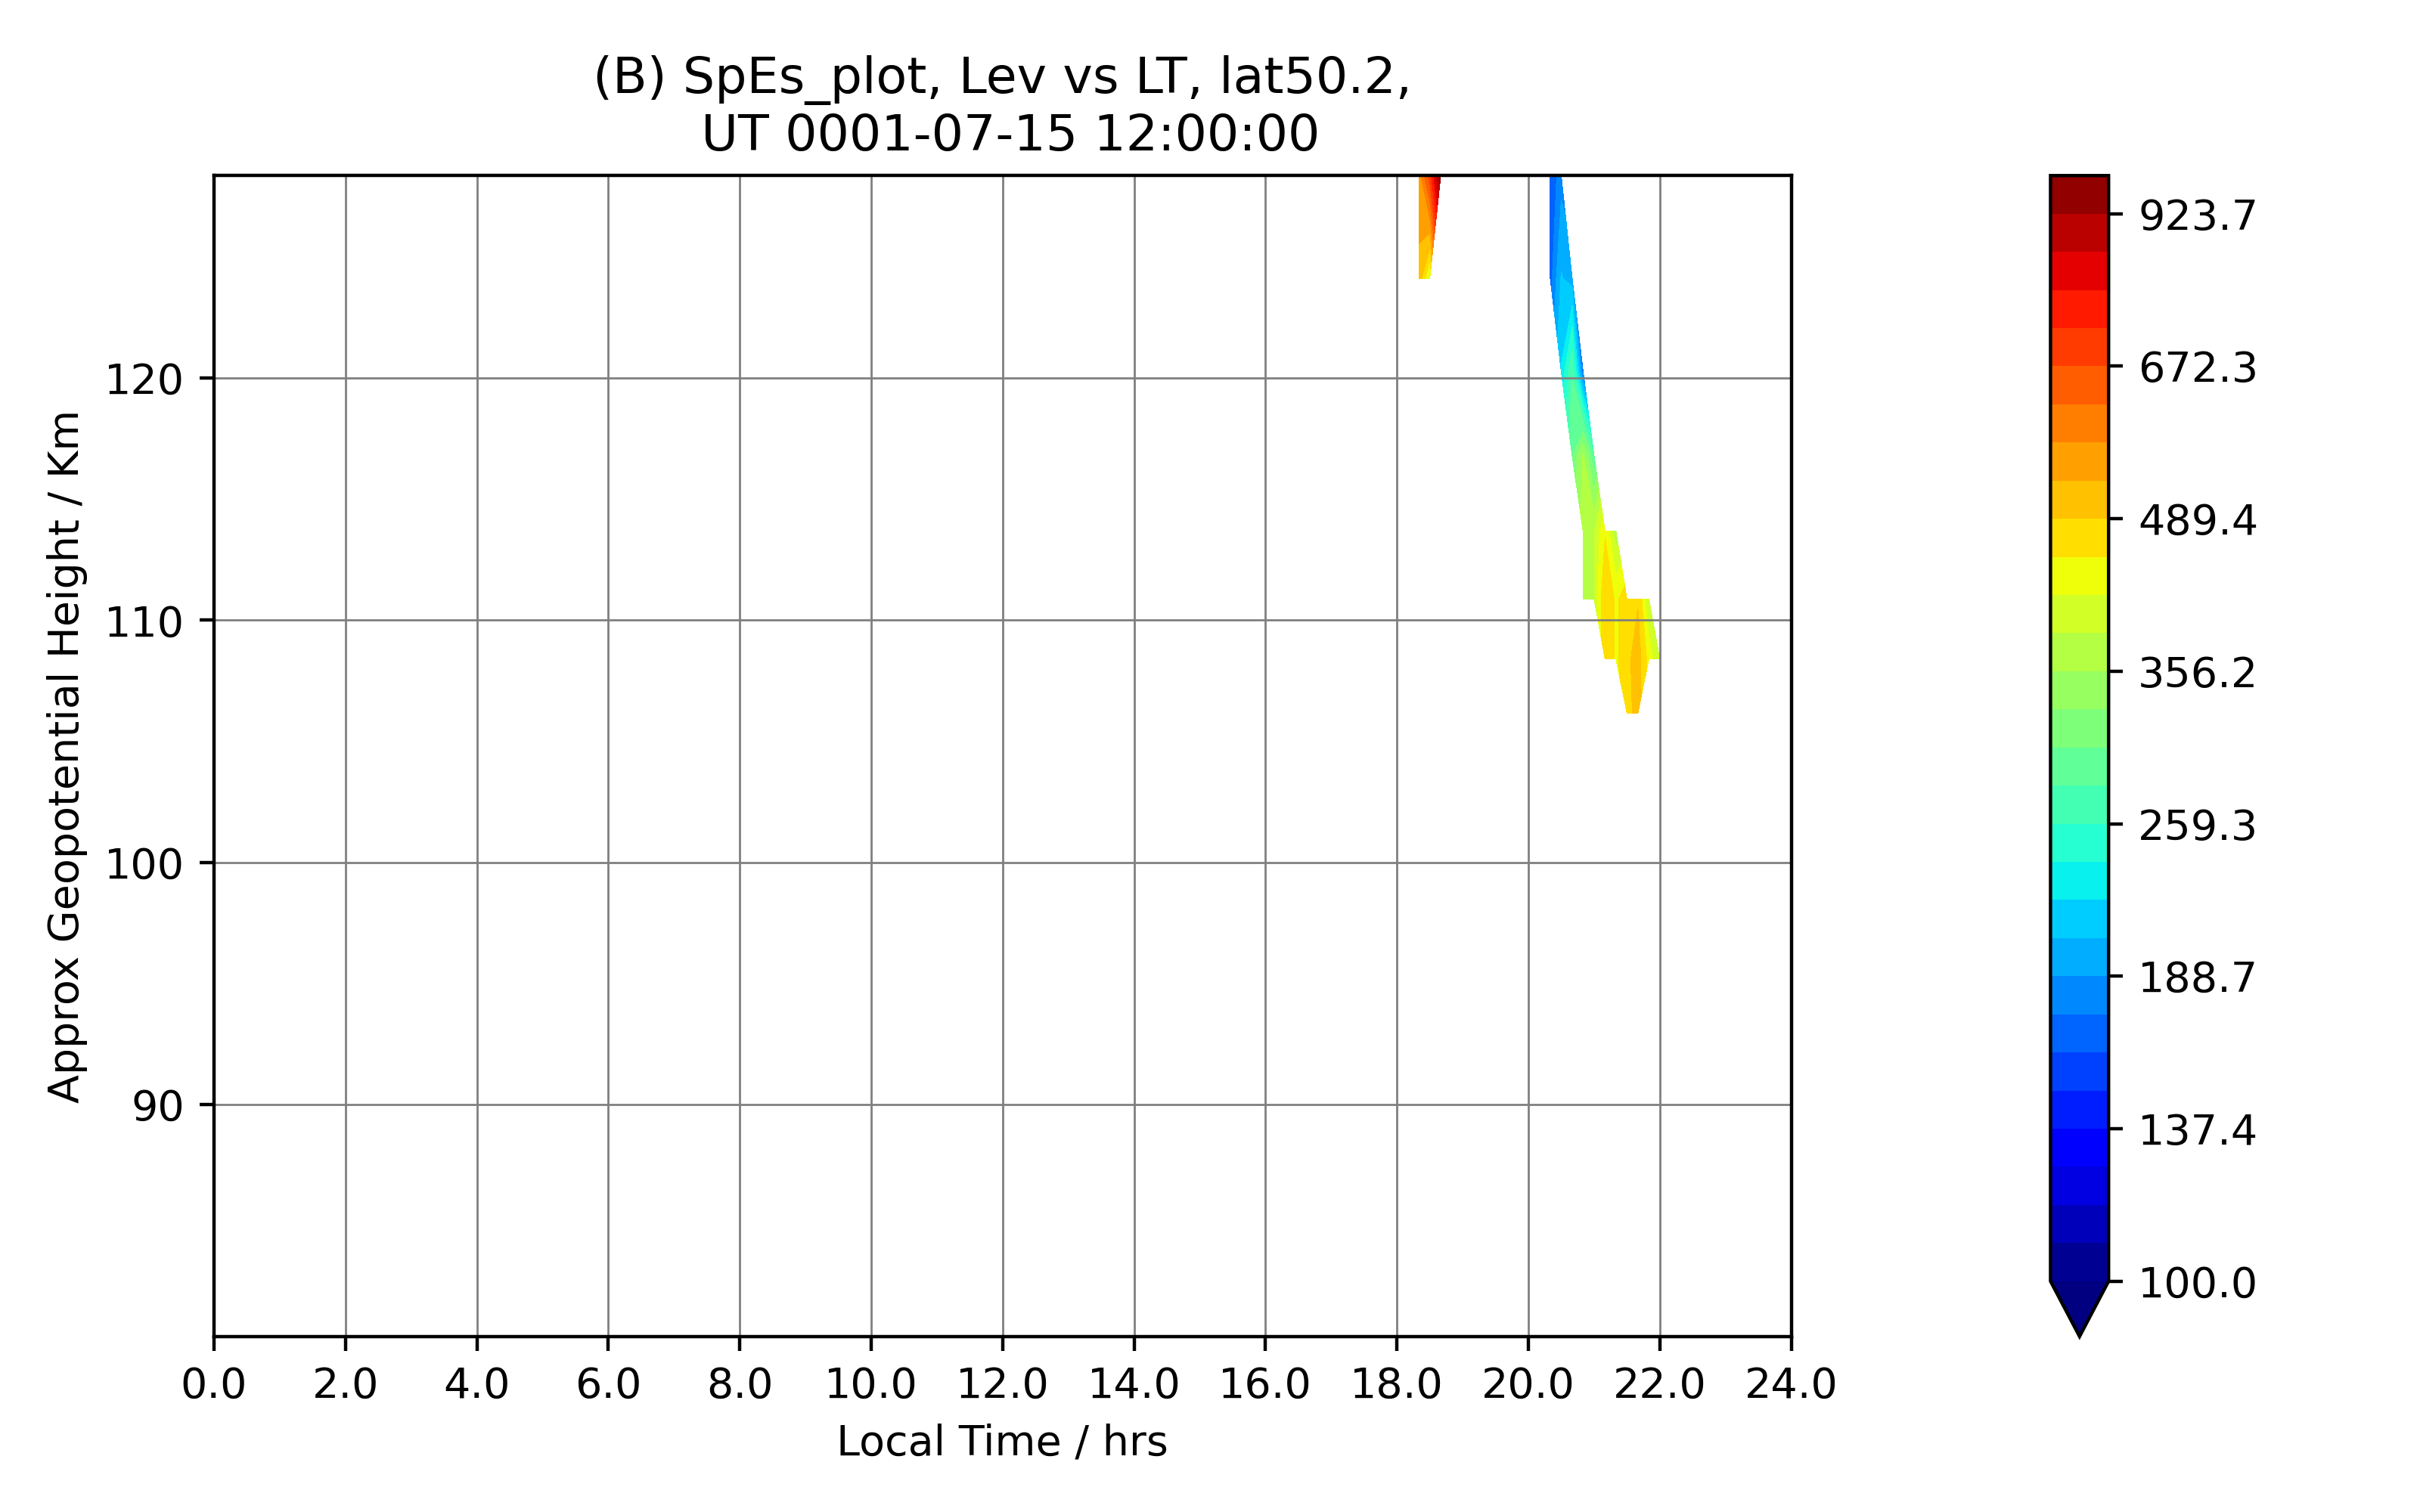 (B) SpEs_plot, Lev vs LT, lat50.2,
UT 0001-07-15 12:00:00
Approx Geopotential Height / Km
120
110
100
90
0.0 2.0 4.0 6.0 8.0 10.0 12.0 14.0 16.0 18.0 20.0 22.0 24.0
Local Time / hrs
923.7
672.3
489.4
356.2
259.3
188.7
137.4
100.0